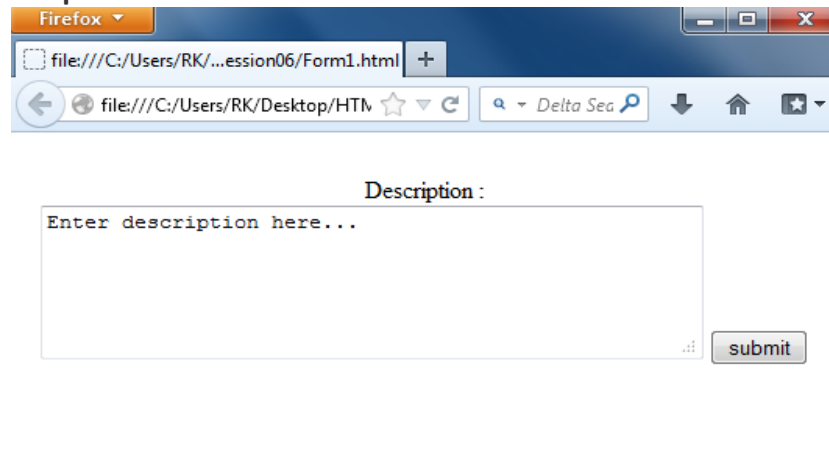 Firefox
file:///C:/Users/RK/...ession06/Form1.html +
file:///C:/Users/RK/Desktop/HTM Delta Sea
Description :
Enter description here...
submit